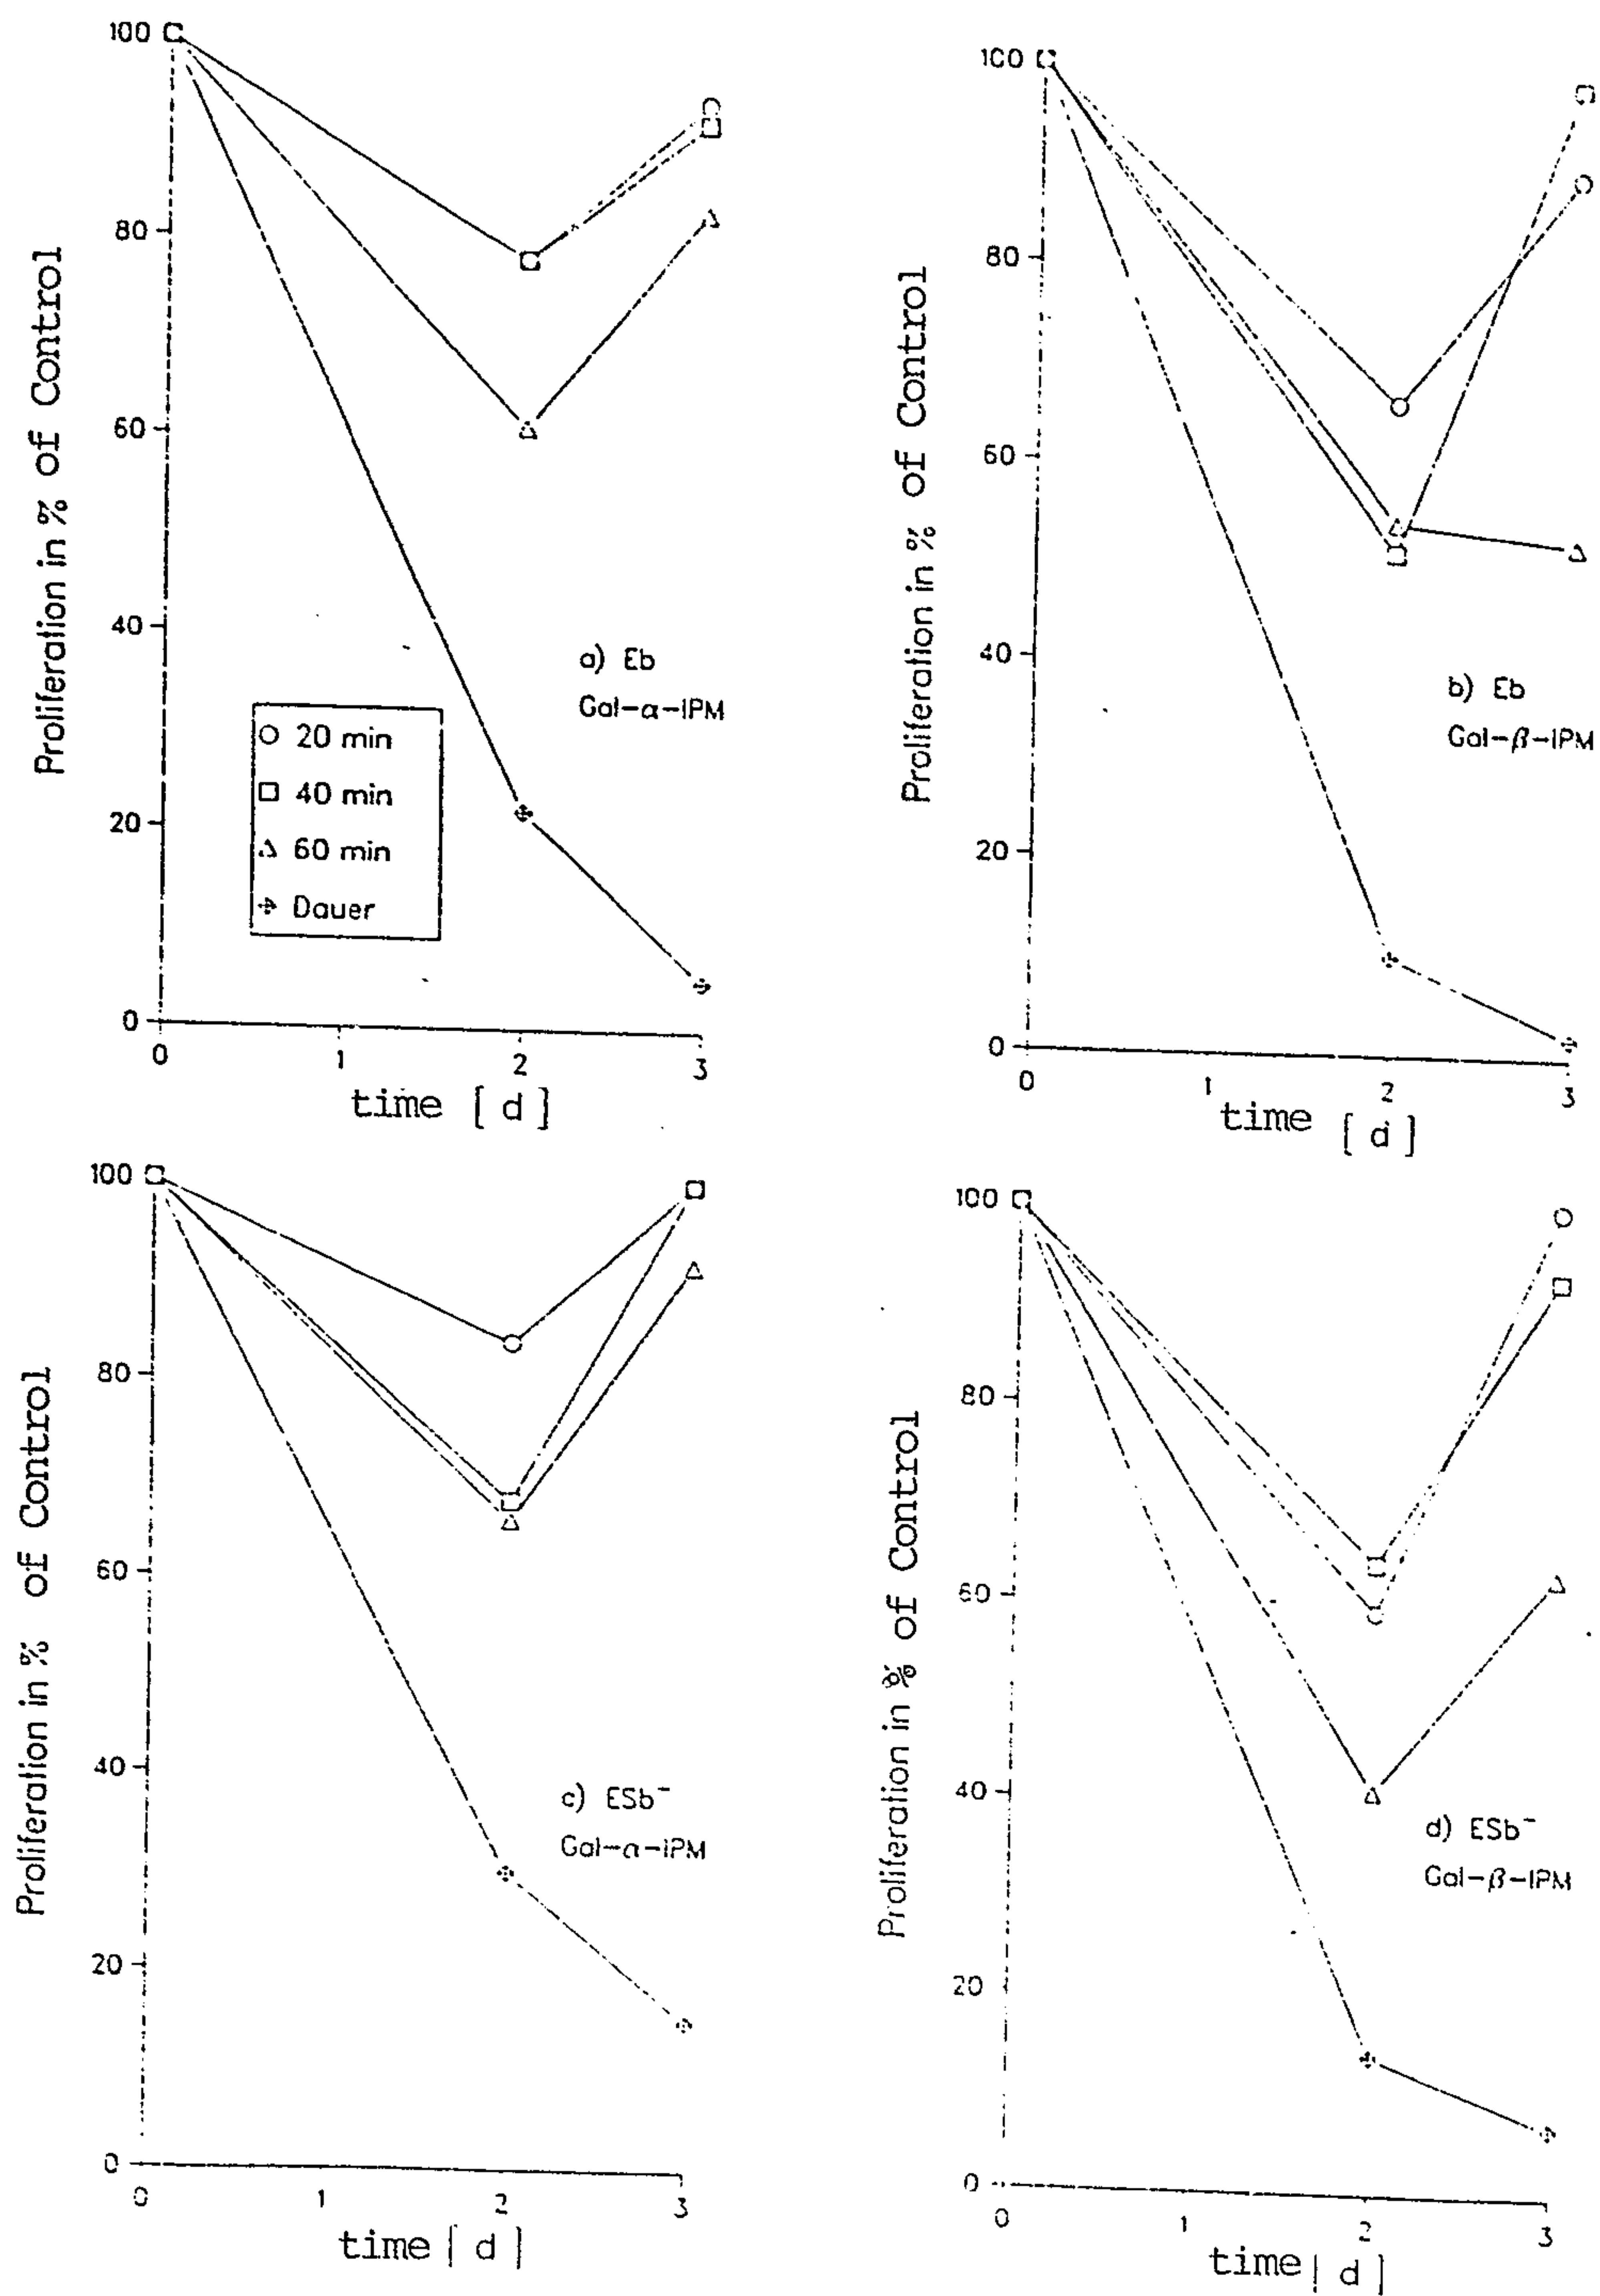 100
80
60
40
20
0
0 1 2 3
Proliferation in % of Control
time [ d ]
a) Eb
Gal-α-IPM
20 min
40 min
60 min
Dauer
100
80
60
40
20
0
0 1 2 3
Proliferation in % of Control
time [ d ]
b) Eb
Gal-β-IPM
100
80
60
40
20
0
0 1 2 3
Proliferation in % of Control
time [ d ]
c) ESb⁻
Gal-α-IPM
100
80
60
40
20
0
0 1 2 3
Proliferation in % of Control
time [ d ]
d) ESb⁻
Gal-β-IPM